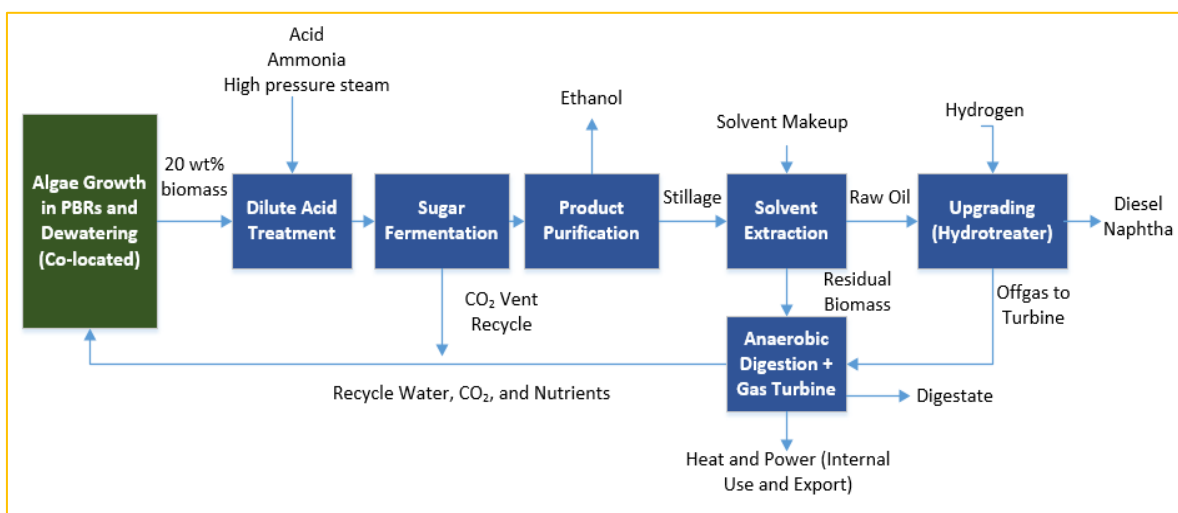 Acid
Ammonia
High pressure steam
Ethanol
Solvent Makeup
Hydrogen
Algae Growth
in PBRs and
Dewatering
(Co-located)
20 wt%
biomass
Dilute Acid
Treatment
Sugar
Fermentation
Product
Purification
Stillage
Solvent
Extraction
Raw Oil
Upgrading
(Hydrotreater)
Diesel
Naphtha
CO₂ Vent
Recycle
Residual
Biomass
Offgas to
Turbine
Anaerobic
Digestion +
Gas Turbine
Recycle Water, CO₂, and Nutrients
Digestate
Heat and Power (Internal
Use and Export)